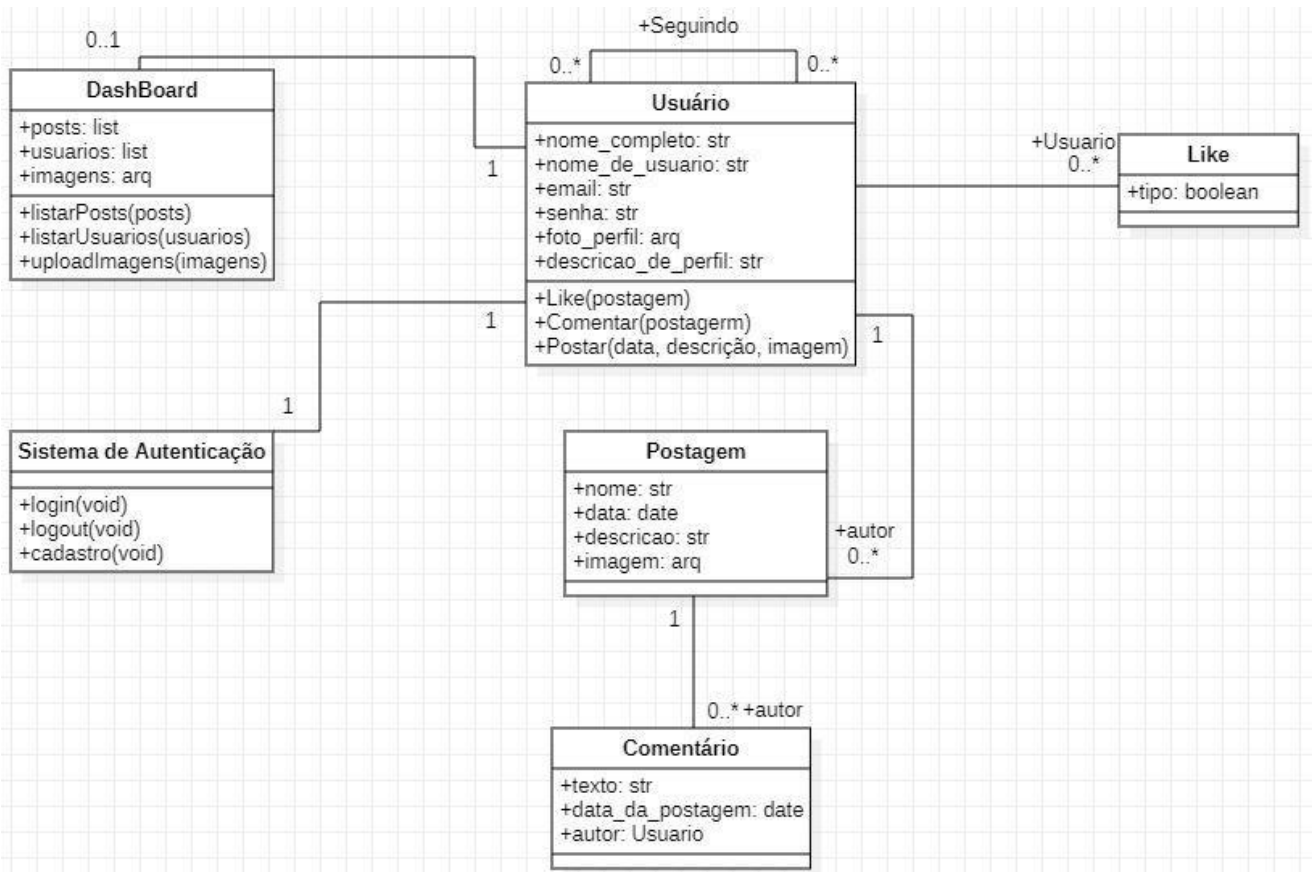 +Seguindo
0..1
0..*
0..*
DashBoard
+posts: list
+usuarios: list
+imagens: arq
+listarPosts(posts)
+listarUsuarios(usuarios)
+uploadImagens(imagens)
1
Usuário
+nome_completo: str
+nome_de_usuario: str
+email: str
+senha: str
+foto_perfil: arq
+descricao_de_perfil: str
+Like(postagem)
+Comentar(postagerm)
+Postar(data, descrição, imagem)
+Usuario
0..*
Like
+tipo: boolean
1
1
1
Sistema de Autenticação
+login(void)
+logout(void)
+cadastro(void)
Postagem
+nome: str
+data: date
+descricao: str
+imagem: arq
+autor
0..*
1
0..* +autor
Comentário
+texto: str
+data_da_postagem: date
+autor: Usuario